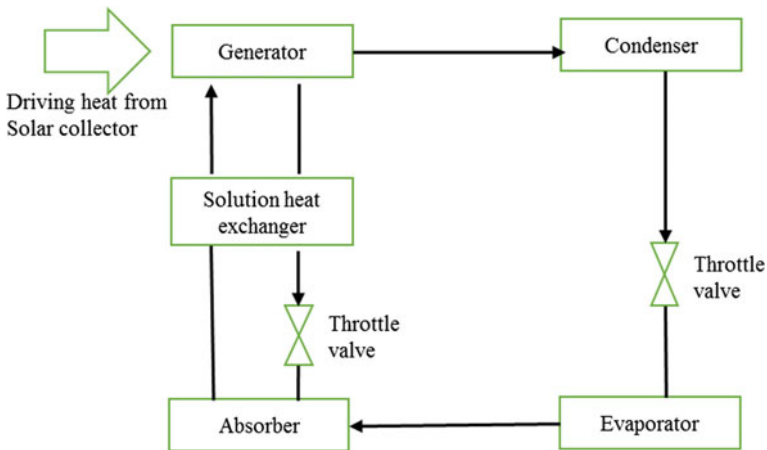 Generator
Condenser
Driving heat from
Solar collector
Solution heat
exchanger
Throttle
valve
Throttle
valve
Absorber
Evaporator